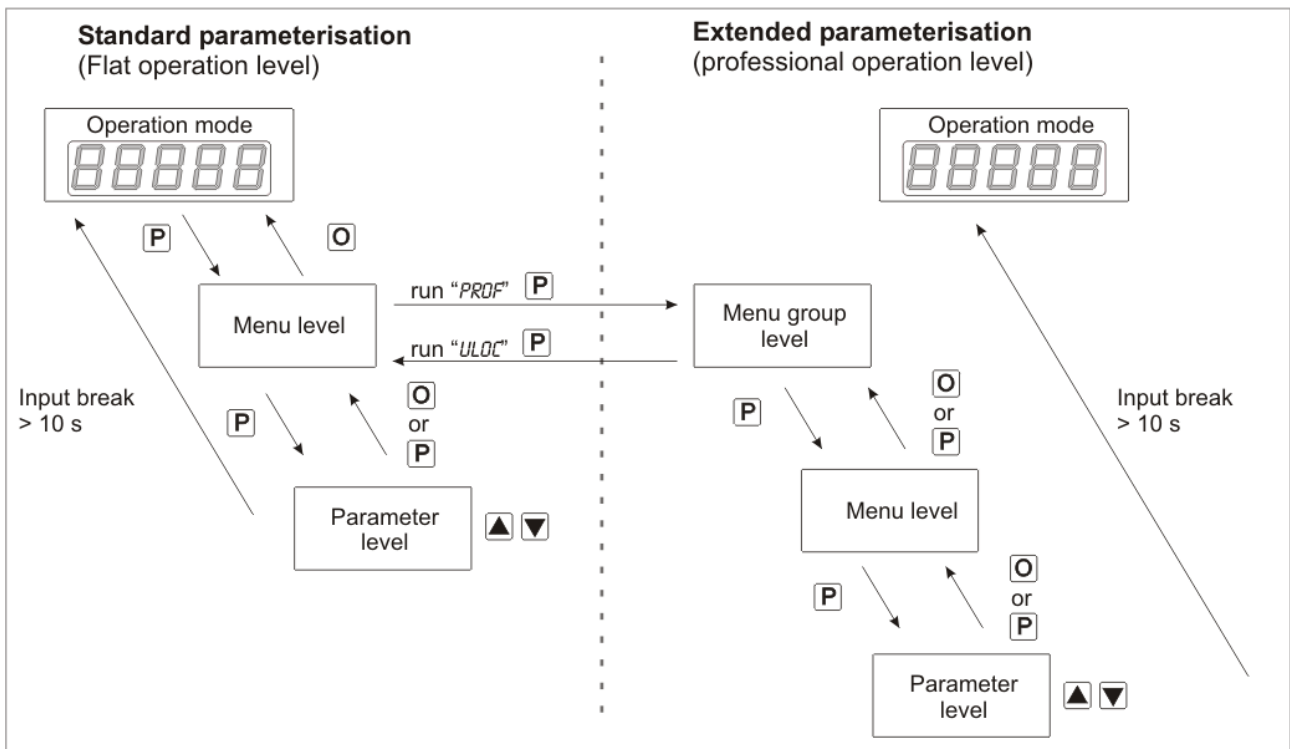 Standard parameterisation
(Flat operation level)
Operation mode
88888
P
O
Menu level
run “PROF” P
run “ULOC” P
Input break
> 10 s
P
O
or
P
Parameter
level
▲ ▼
Extended parameterisation
(professional operation level)
Operation mode
88888
Menu group
level
P
O
or
P
Input break
> 10 s
Menu level
P
O
or
P
Parameter
level
▲ ▼